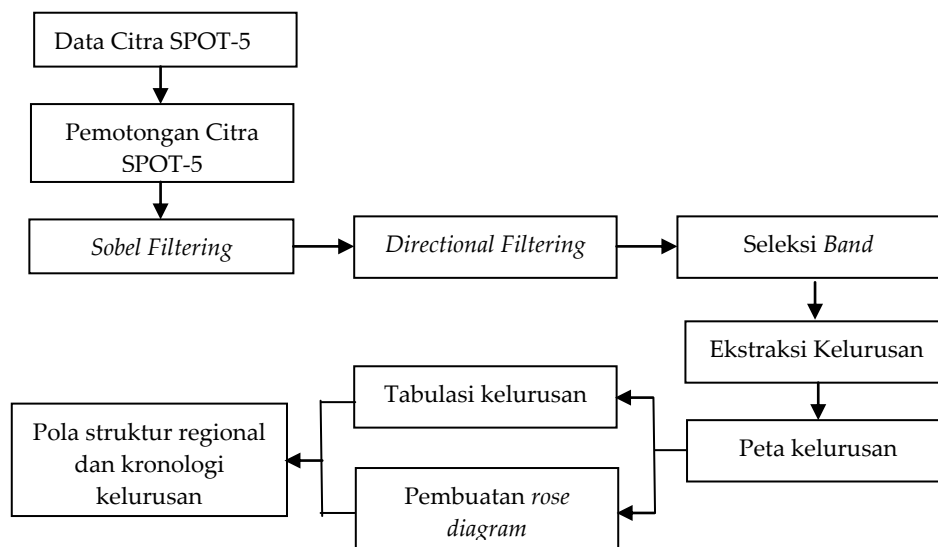 Data Citra SPOT-5
Pemotongan Citra
SPOT-5
Sobel Filtering
Directional Filtering
Seleksi Band
Ekstraksi Kelurusan
Peta kelurusan
Tabulasi kelurusan
Pembuatan rose
diagram
Pola struktur regional
dan kronologi
kelurusan